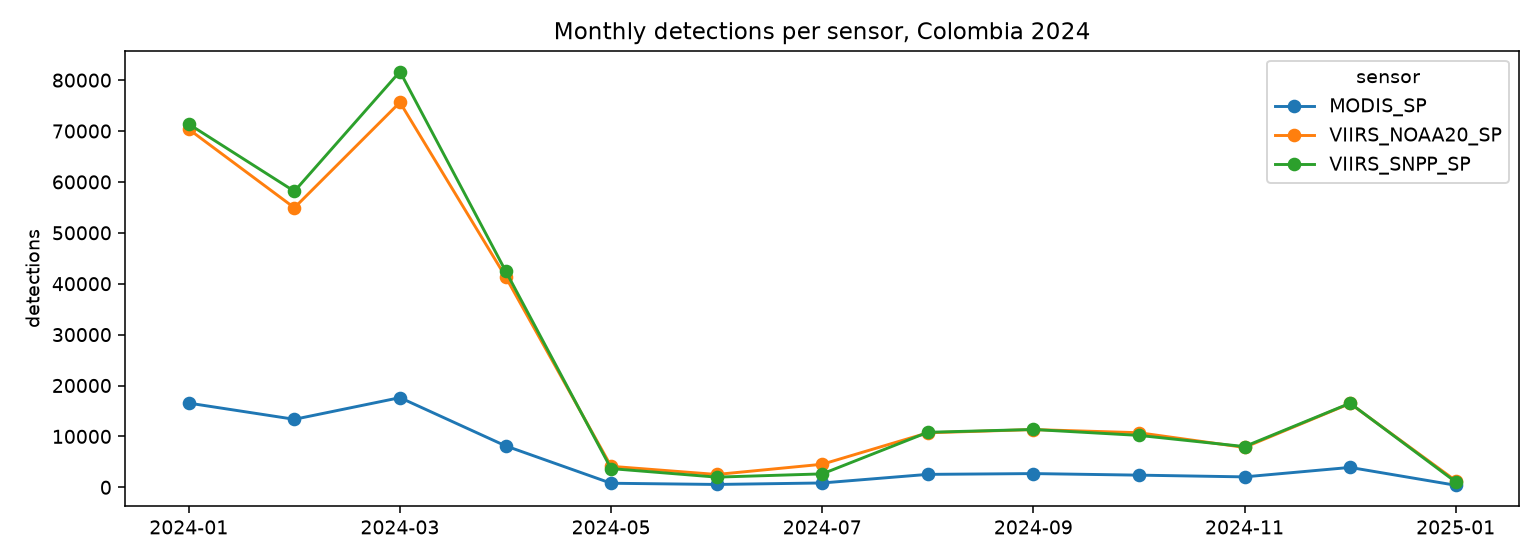 Monthly detections per sensor, Colombia 2024
sensor
MODIS_SP
VIIRS_NOAA20_SP
VIIRS_SNPP_SP
detections
80000
70000
60000
50000
40000
30000
20000
10000
0
2024-01 2024-03 2024-05 2024-07 2024-09 2024-11 2025-01